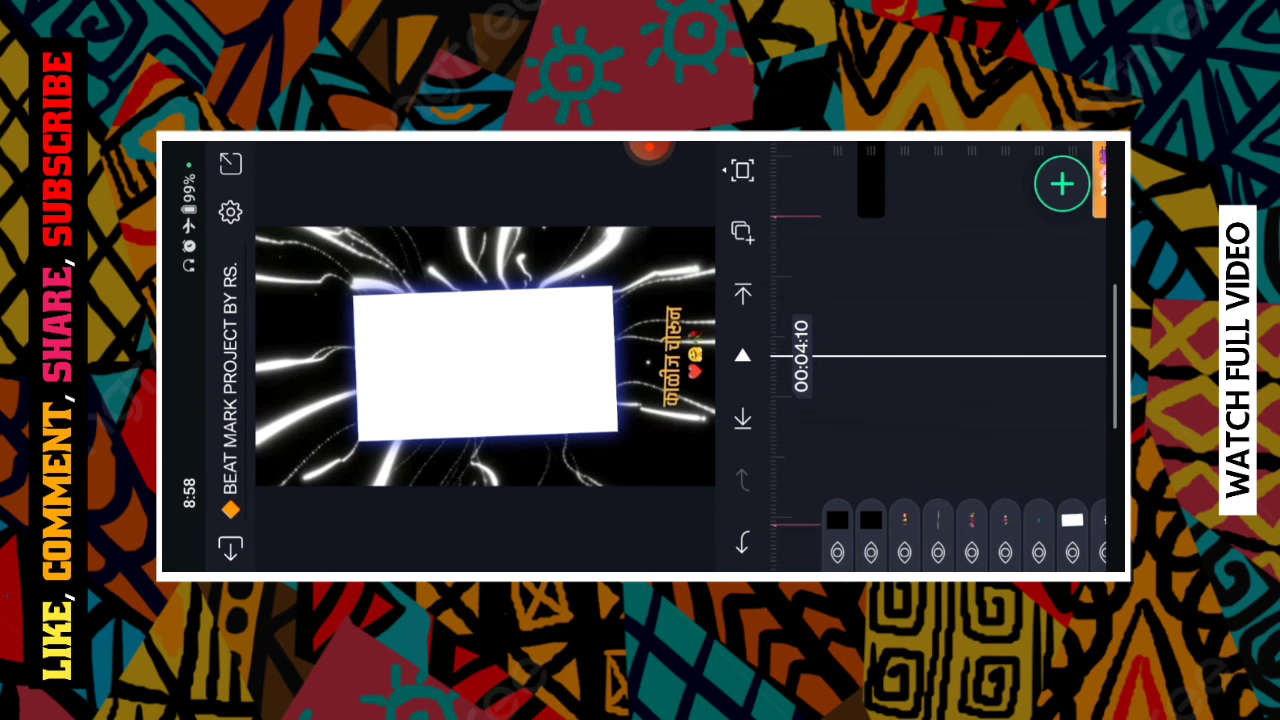 LIKE, COMMENT, SHARE, SUBSCRIBE
8:58
99%
BEAT MARK PROJECT BY RS.
काळीज चोरून
00:04:10
WATCH FULL VIDEO